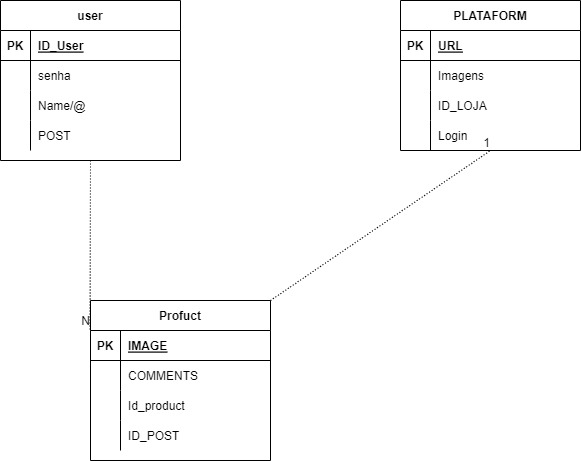 user
PK ID_User
senha
Name/@
POST
PLATAFORM
PK URL
Imagens
ID_LOJA
Login
1
N
Profuct
PK IMAGE
COMMENTS
Id_product
ID_POST